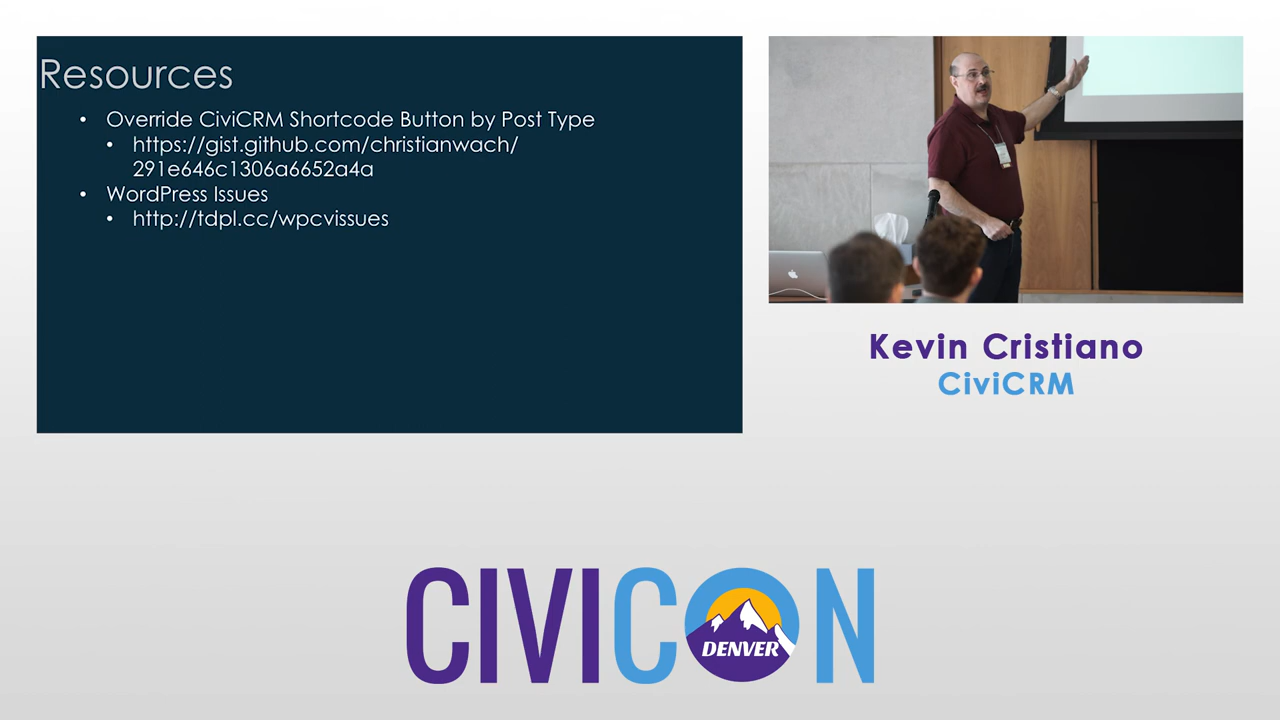 Resources
• Override CiviCRM Shortcode Button by Post Type
• https://gist.github.com/christianwach/
291e646c1306a6652a4a
• WordPress Issues
• http://tdpl.cc/wpcvissues
Kevin Cristiano
CiviCRM
CIVICON
DENVER